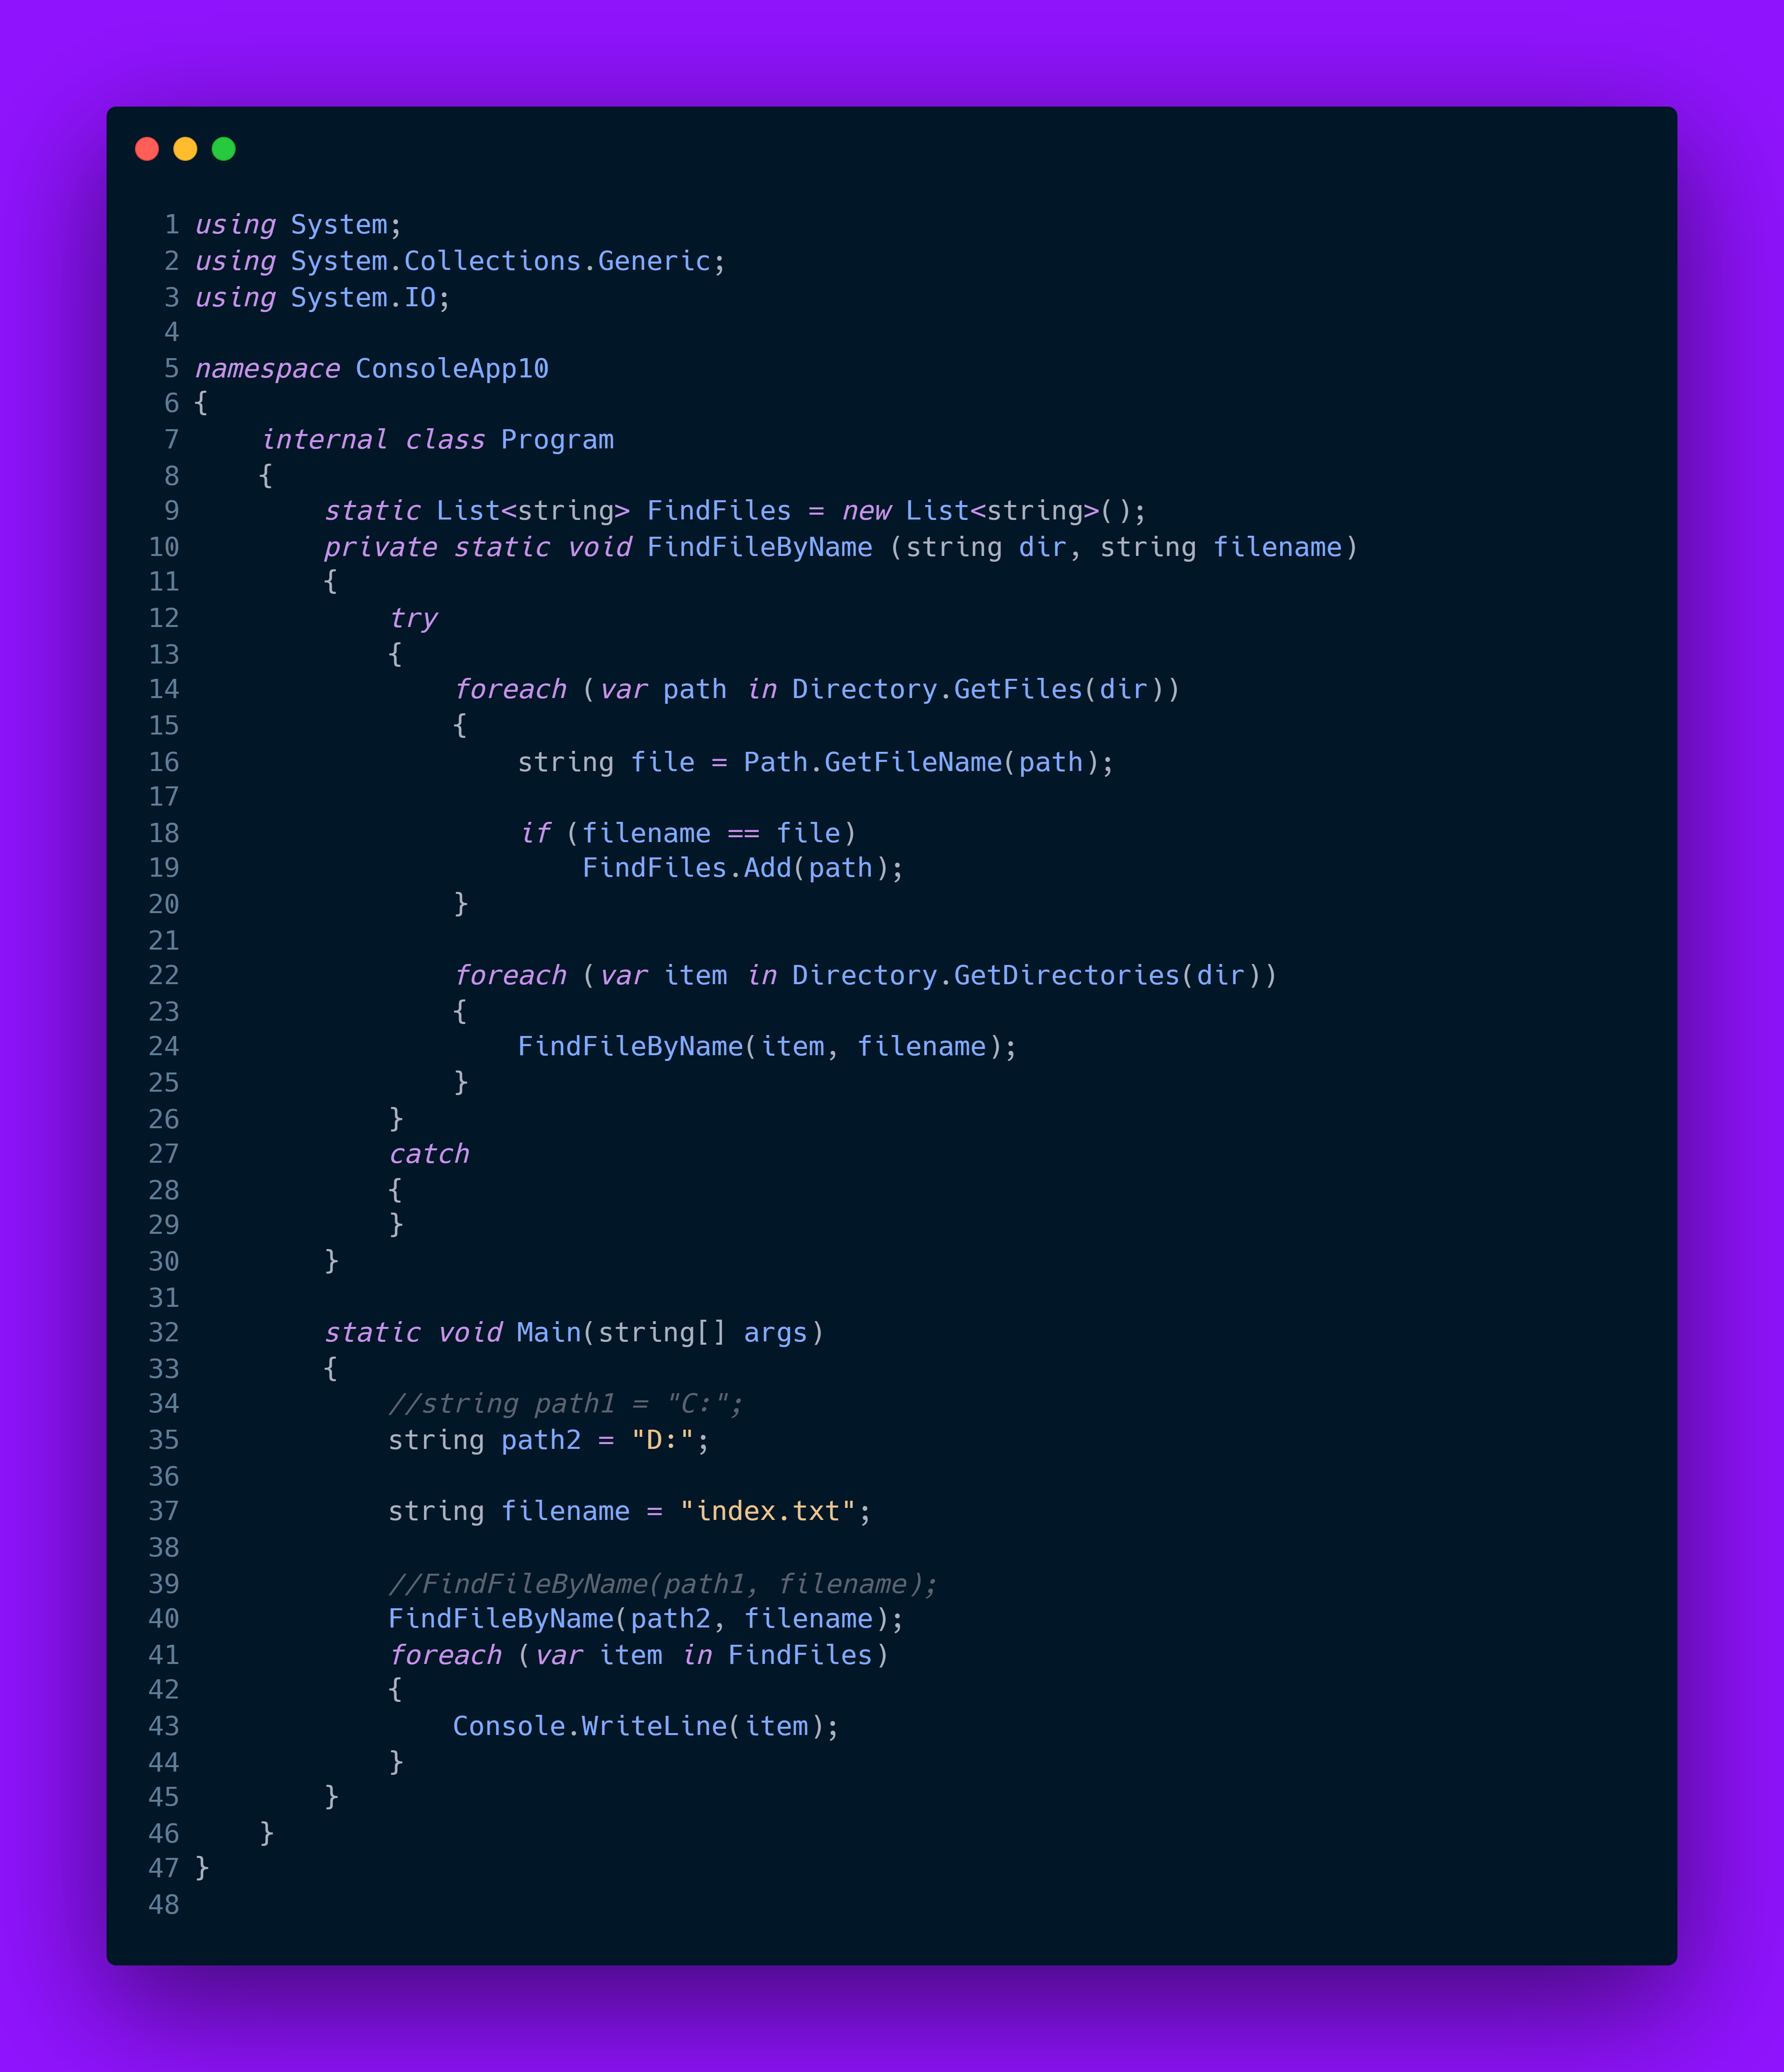 1 using System;
2 using System.Collections.Generic;
3 using System.IO;
4
5 namespace ConsoleApp10
6 {
7     internal class Program
8     {
9         static List<string> FindFiles = new List<string>();
10         private static void FindFileByName (string dir, string filename)
11         {
12             try
13             {
14                 foreach (var path in Directory.GetFiles(dir))
15                 {
16                     string file = Path.GetFileName(path);
17
18                     if (filename == file)
19                         FindFiles.Add(path);
20                 }
21
22                 foreach (var item in Directory.GetDirectories(dir))
23                 {
24                     FindFileByName(item, filename);
25                 }
26             }
27             catch
28             {
29             }
30         }
31
32         static void Main(string[] args)
33         {
34             //string path1 = "C:";
35             string path2 = "D:";
36
37             string filename = "index.txt";
38
39             //FindFileByName(path1, filename);
40             FindFileByName(path2, filename);
41             foreach (var item in FindFiles)
42             {
43                 Console.WriteLine(item);
44             }
45         }
46     }
47 }
48